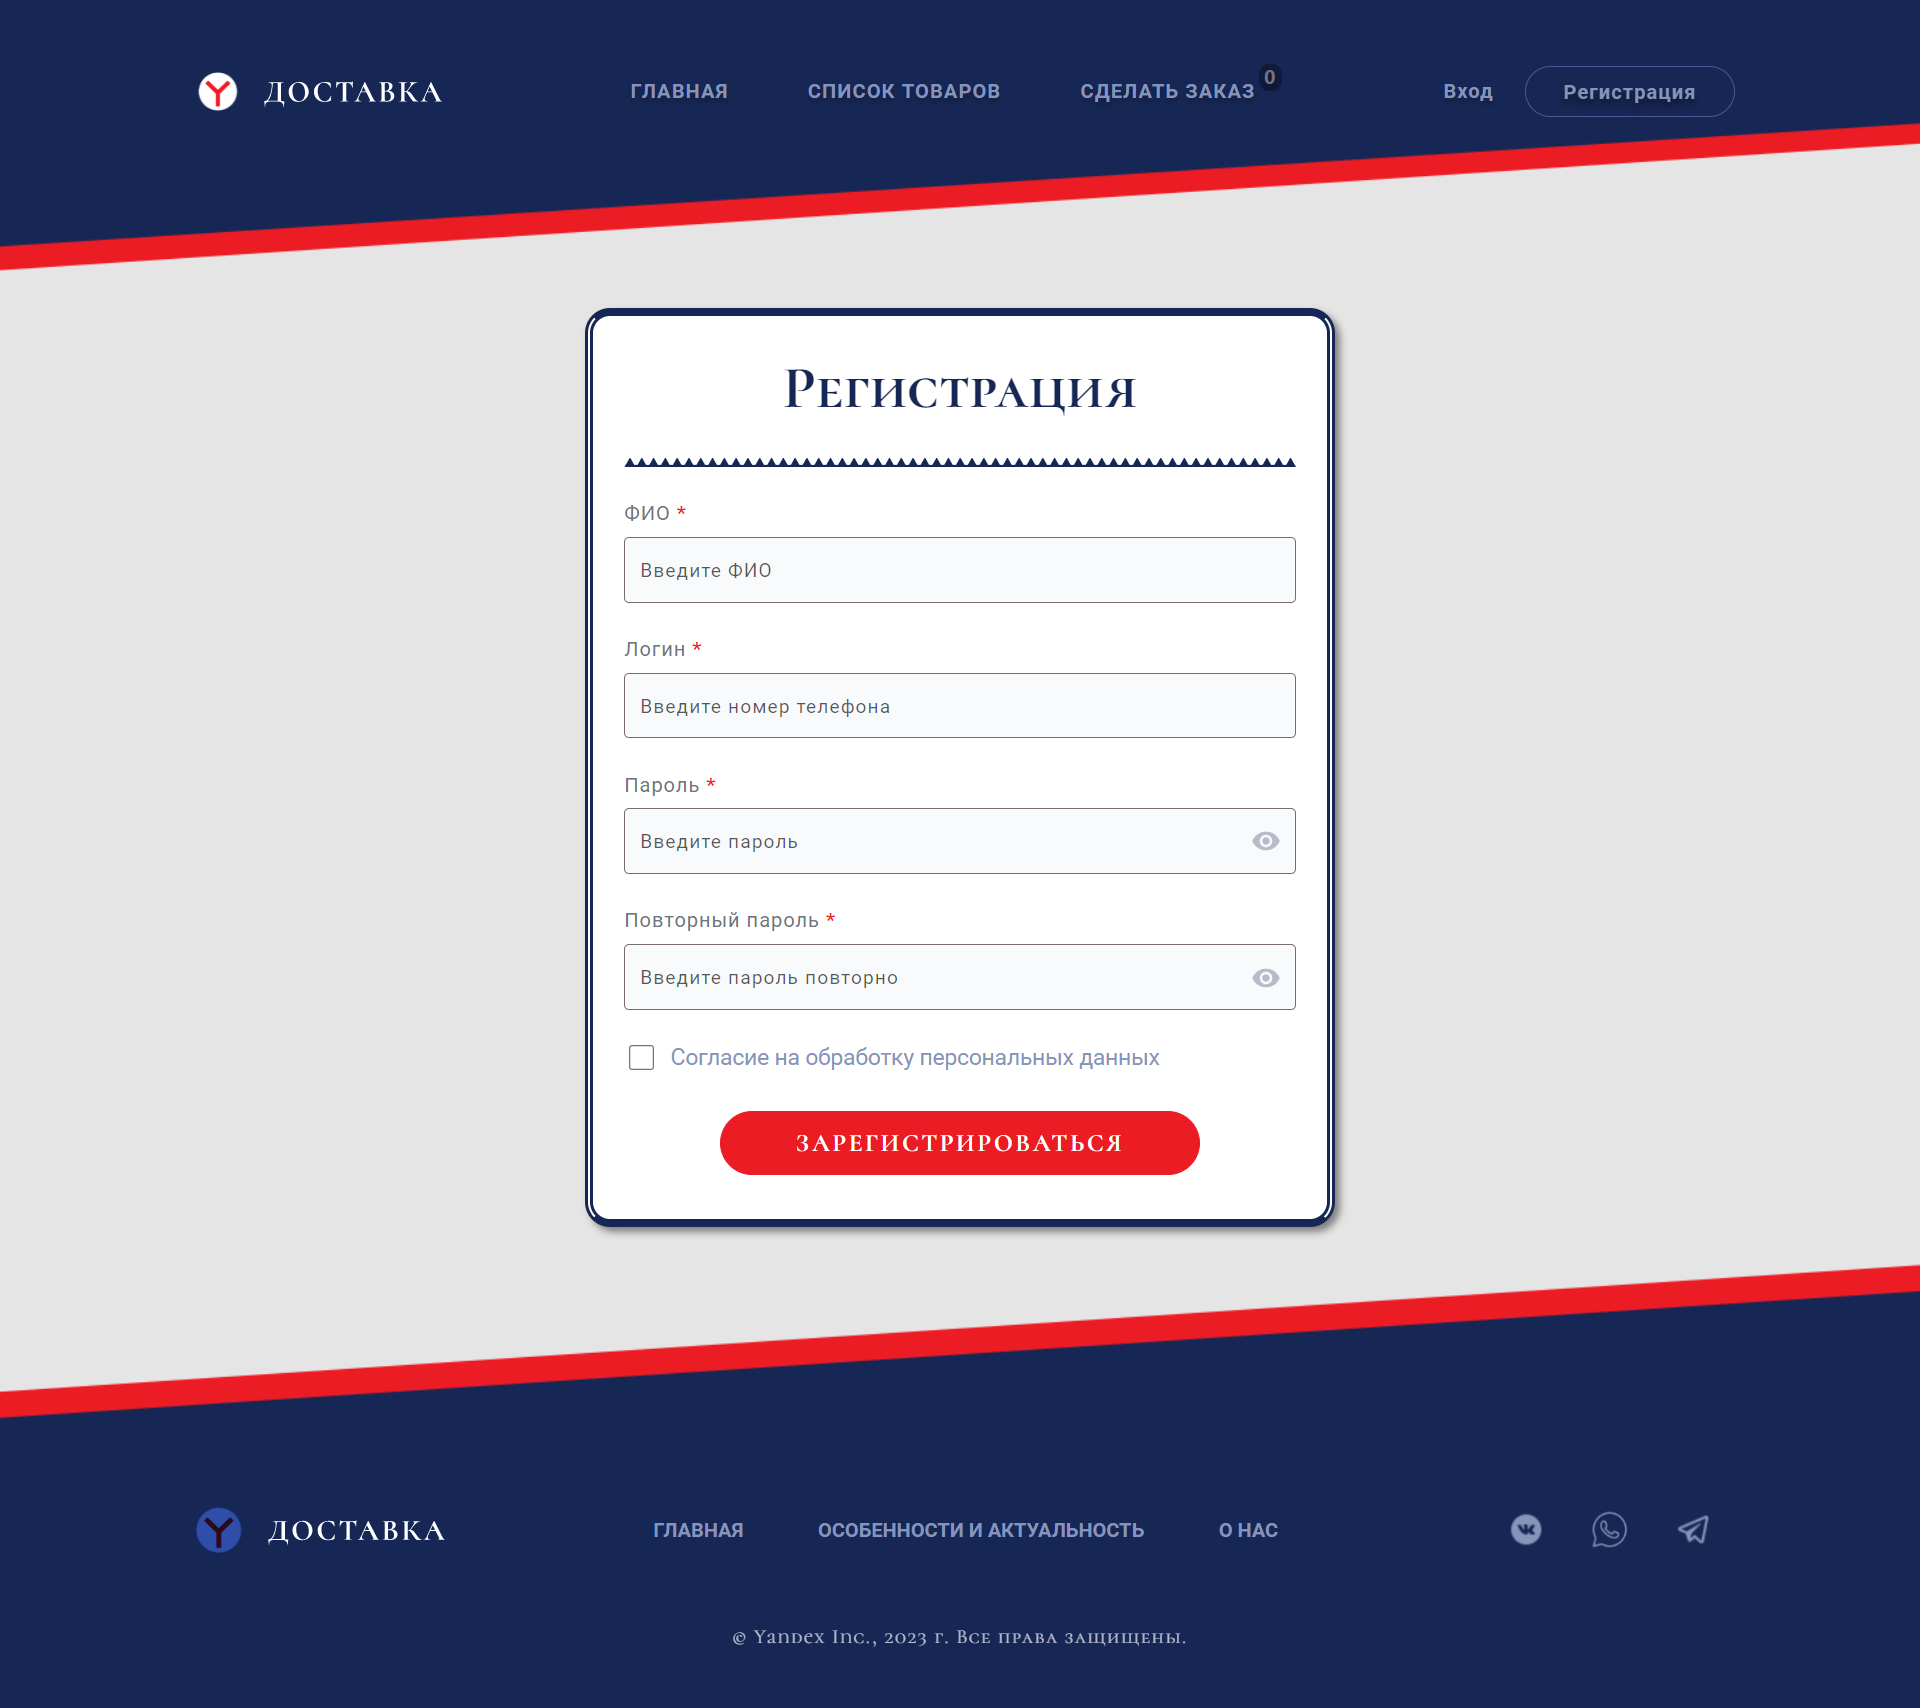 ДОСТАВКА
ГЛАВНАЯ СПИСОК ТОВАРОВ СДЕЛАТЬ ЗАКАЗ 0 Вход Регистрация
Регистрация
ФИО *
Введите ФИО
Логин *
Введите номер телефона
Пароль *
Введите пароль
Повторный пароль *
Введите пароль повторно
Согласие на обработку персональных данных
ЗАРЕГИСТРИРОВАТЬСЯ
ДОСТАВКА
ГЛАВНАЯ ОСОБЕННОСТИ И АКТУАЛЬНОСТЬ О НАС
© Yandex Inc., 2023 г. Все права защищены.